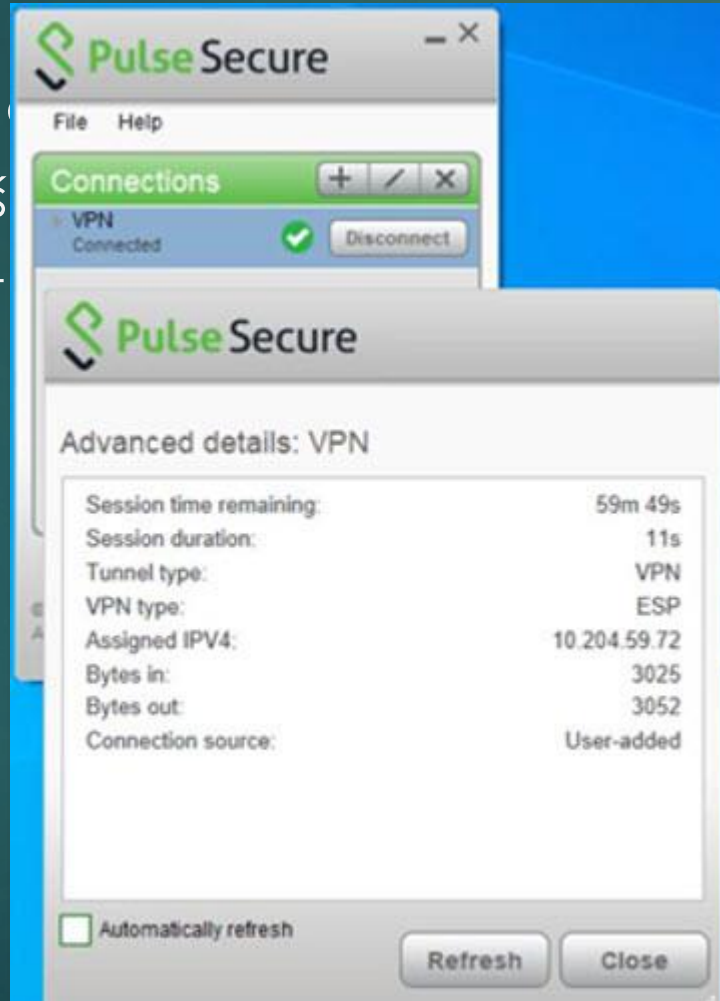 Pulse Secure
File Help
Connections
VPN
Connected
Disconnect
Pulse Secure
Advanced details: VPN
Session time remaining: 59m 49s
Session duration: 11s
Tunnel type: VPN
VPN type: ESP
Assigned IPV4: 10.204.59.72
Bytes in: 3025
Bytes out: 3052
Connection source: User-added
Automatically refresh
Refresh Close